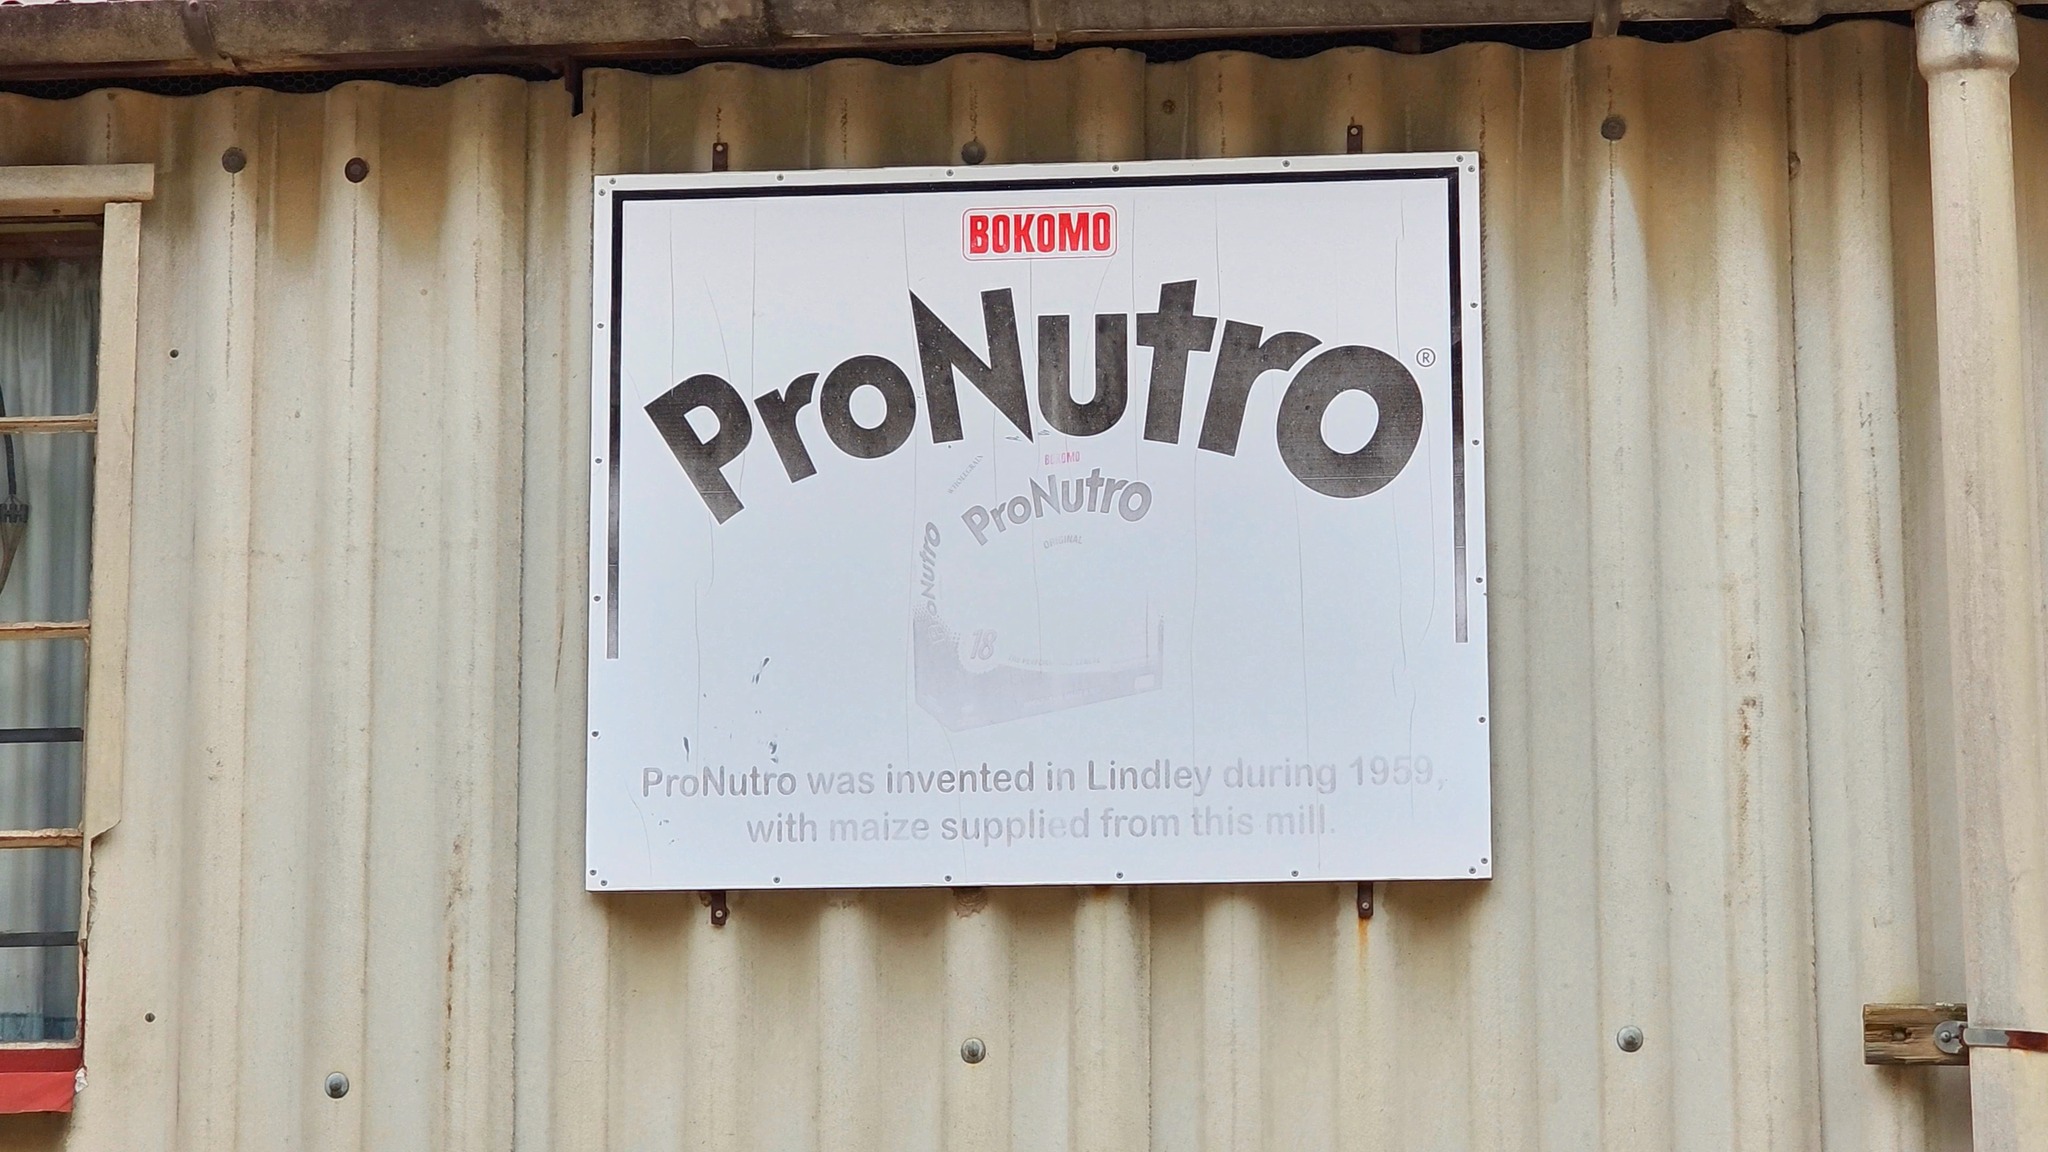 BOKOMO
ProNutro®
WHOLEGRAIN
BOKOMO
ProNutro
ORIGINAL
ProNutro
18
ProNutro was invented in Lindley during 1959,
with maize supplied from this mill.